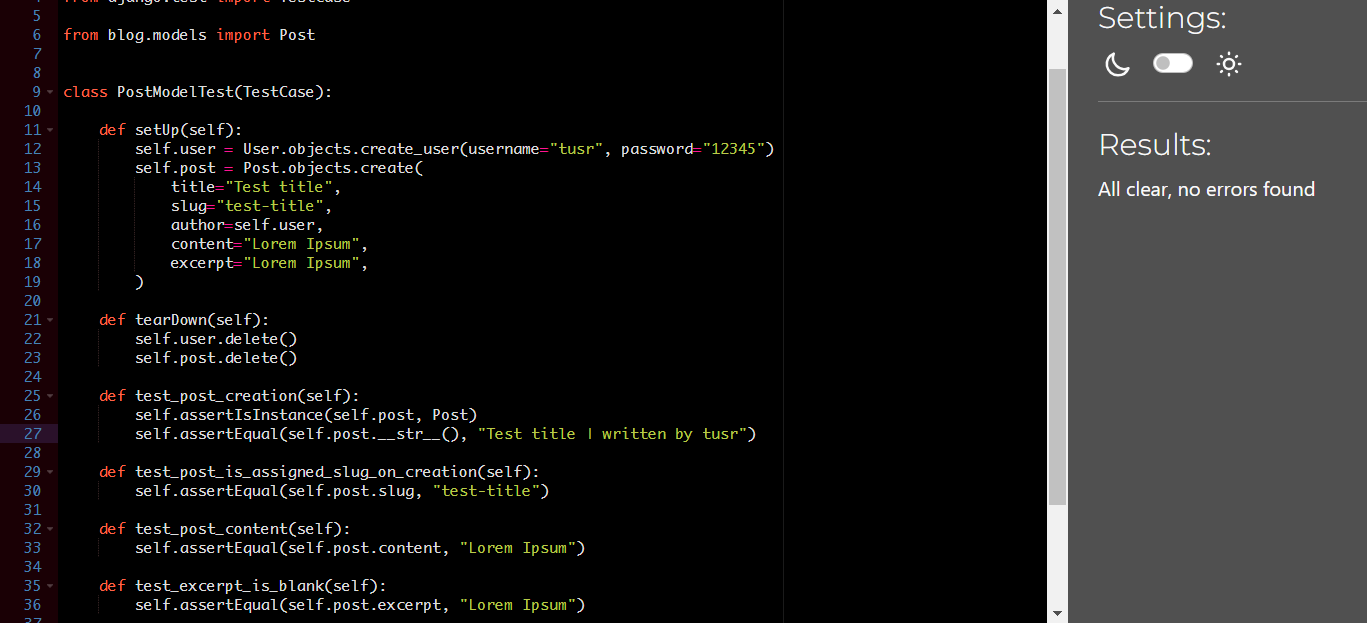 5
6 from blog.models import Post
7
8
9 class PostModelTest(TestCase):
10
11     def setUp(self):
12         self.user = User.objects.create_user(username="tusr", password="12345")
13         self.post = Post.objects.create(
14             title="Test title",
15             slug="test-title",
16             author=self.user,
17             content="Lorem Ipsum",
18             excerpt="Lorem Ipsum",
19         )
20
21     def tearDown(self):
22         self.user.delete()
23         self.post.delete()
24
25     def test_post_creation(self):
26         self.assertIsInstance(self.post, Post)
27         self.assertEqual(self.post.__str__(), "Test title | written by tusr")
28
29     def test_post_is_assigned_slug_on_creation(self):
30         self.assertEqual(self.post.slug, "test-title")
31
32     def test_post_content(self):
33         self.assertEqual(self.post.content, "Lorem Ipsum")
34
35     def test_excerpt_is_blank(self):
36         self.assertEqual(self.post.excerpt, "Lorem Ipsum")
Settings:
Results:
All clear, no errors found